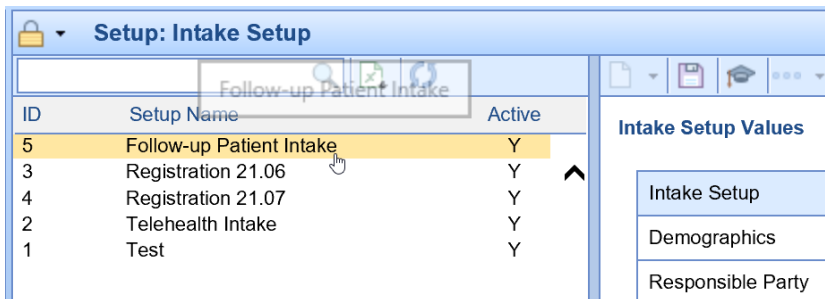 Setup: Intake Setup
Follow-up Patient Intake
ID Setup Name Active
5 Follow-up Patient Intake Y
3 Registration 21.06 Y
4 Registration 21.07 Y
2 Telehealth Intake Y
1 Test Y
Intake Setup Values
Intake Setup
Demographics
Responsible Party